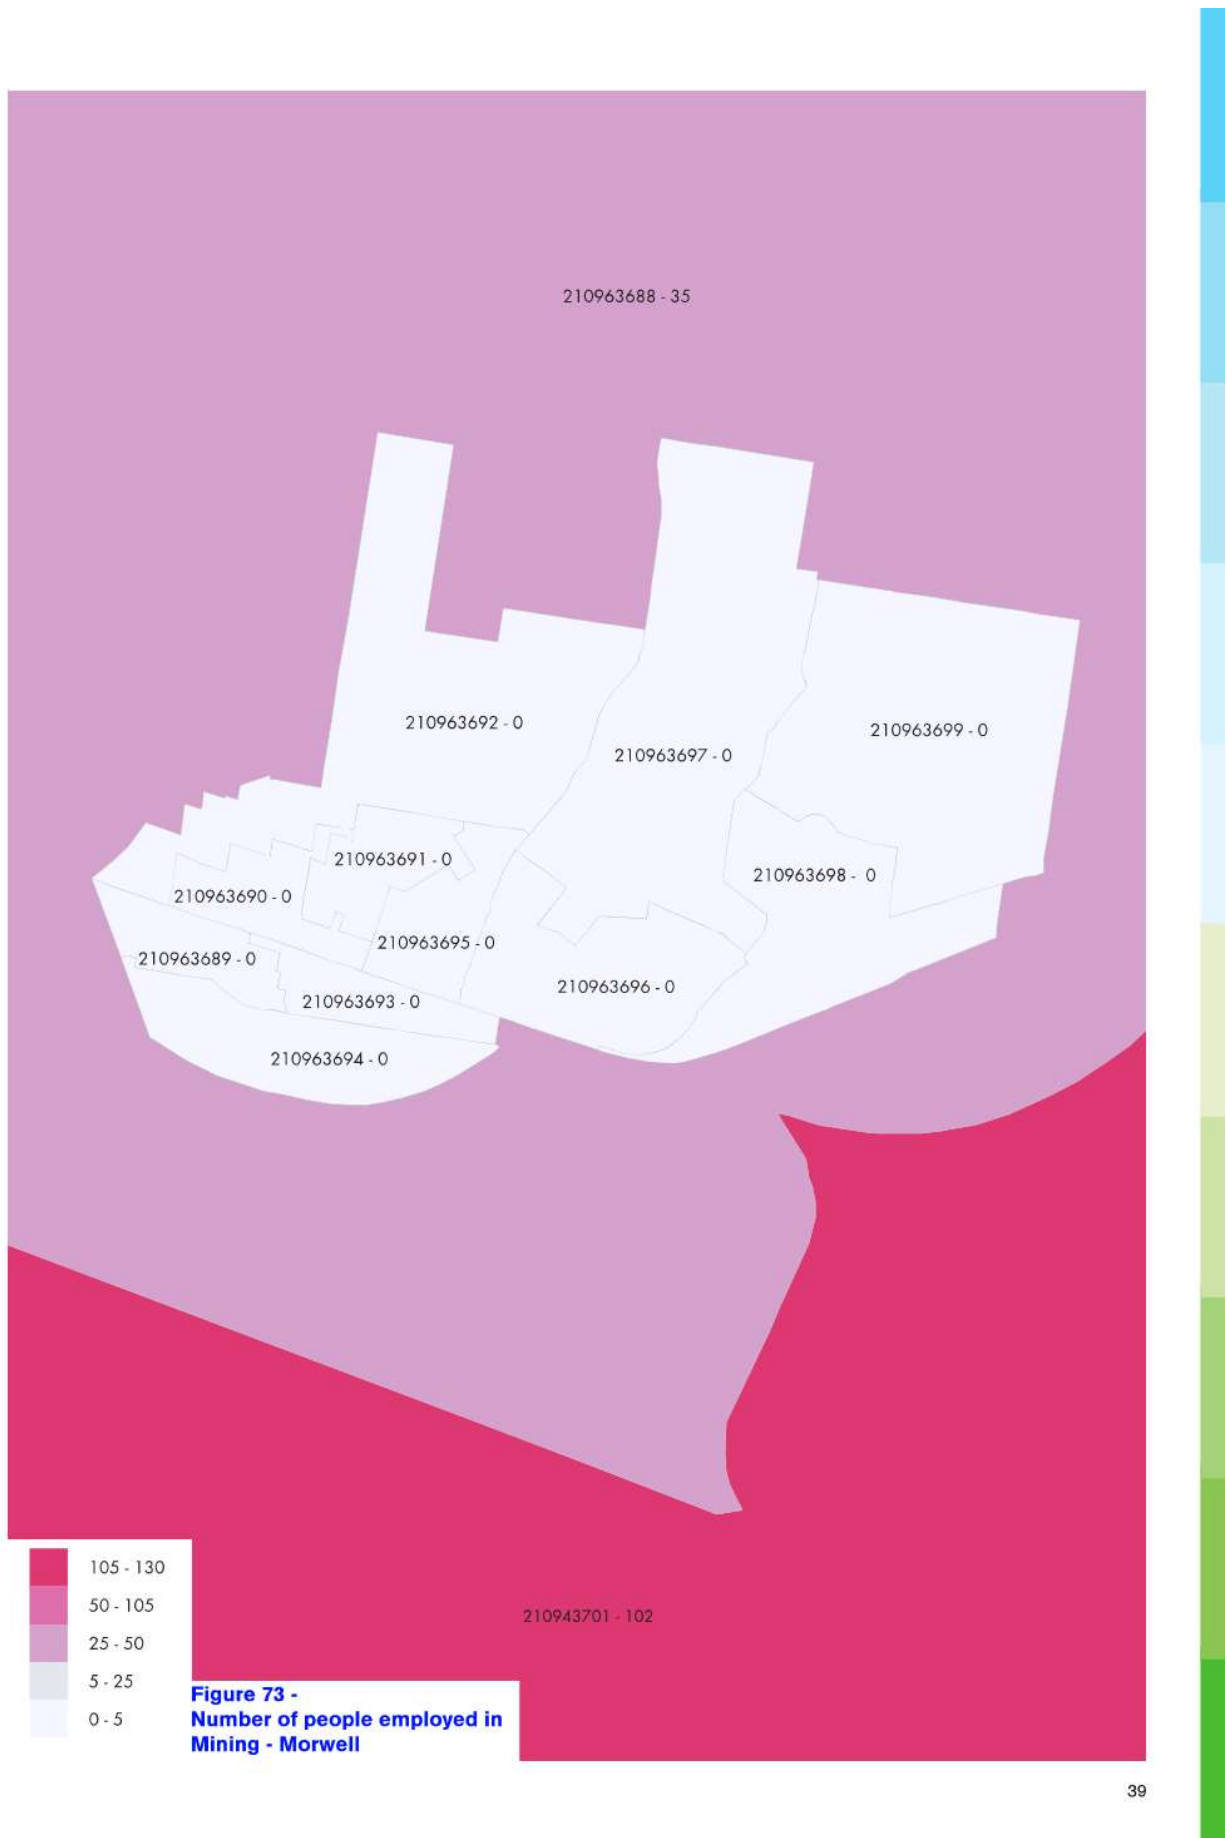 210963688 - 35
210963692 - 0
210963697 - 0
210963699 - 0
210963691 - 0
210963698 -  0
210963690 - 0
210963695 - 0
210963689 - 0
210963696 - 0
210963693 - 0
210963694 - 0
105 - 130
50 - 105
25 - 50
5 - 25
0 - 5
210943701 - 102
Figure 73 -
Number of people employed in
Mining - Morwell
39